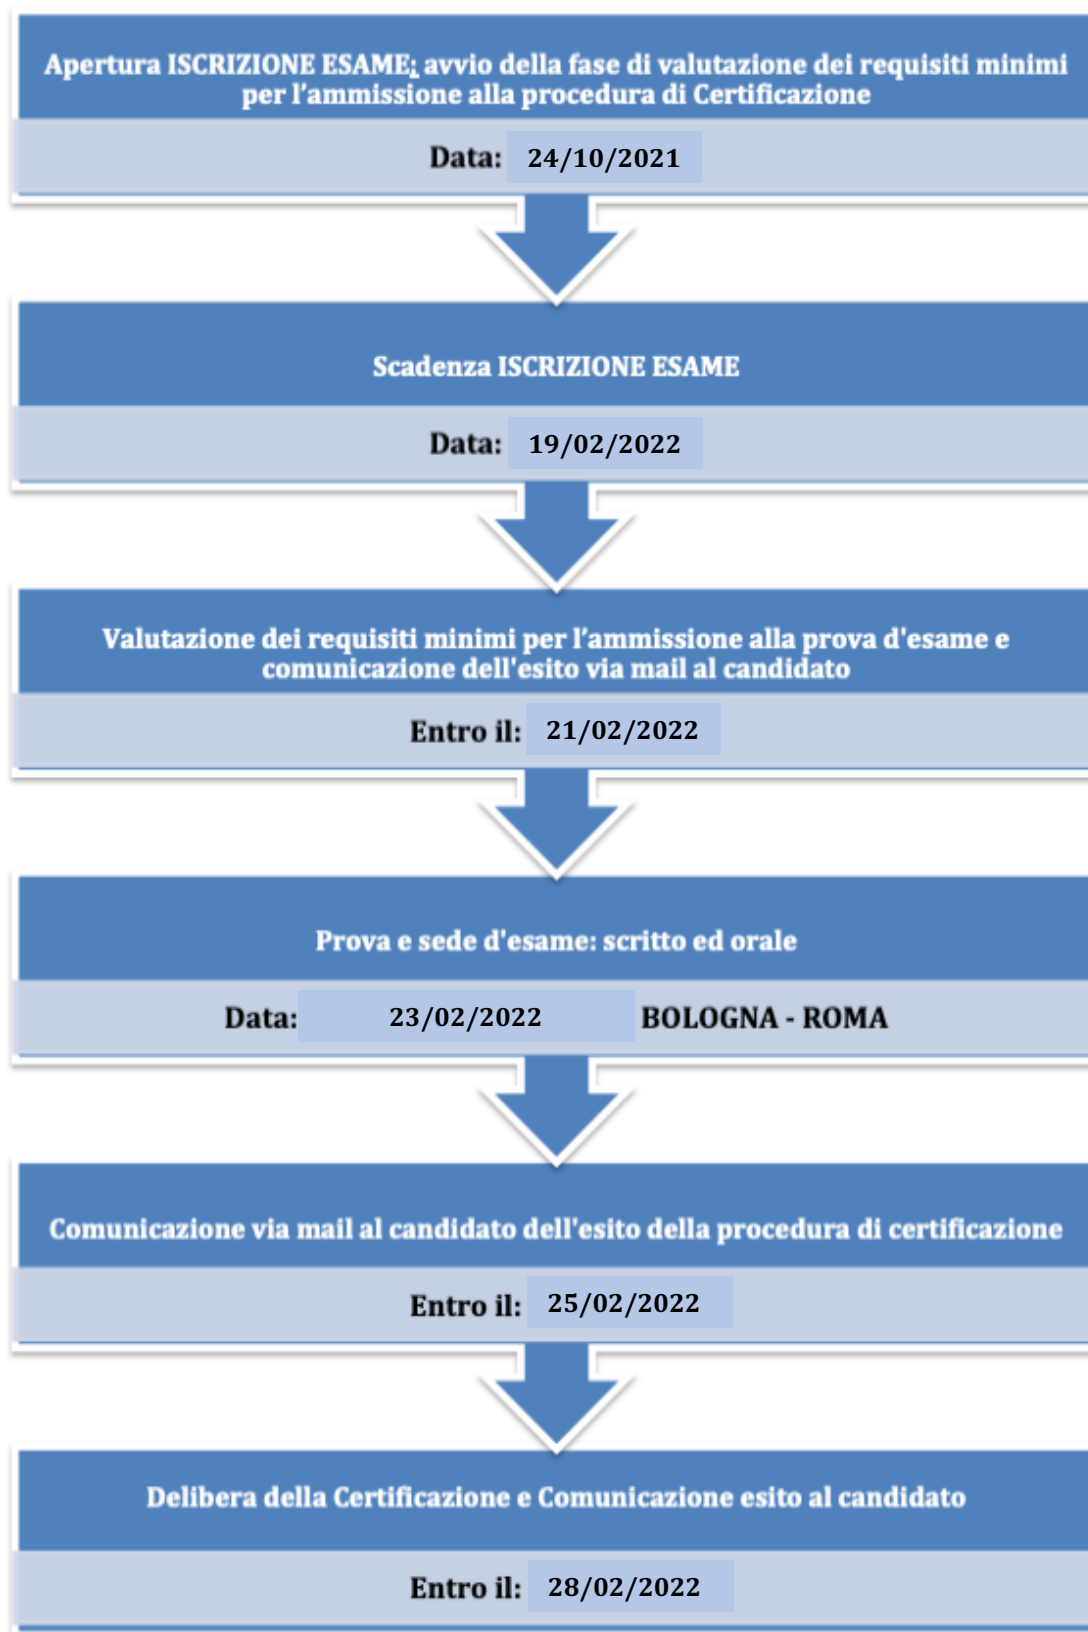 Apertura ISCRIZIONE ESAME; avvio della fase di valutazione dei requisiti minimi
per l'ammissione alla procedura di Certificazione
Data: 24/10/2021
Scadenza ISCRIZIONE ESAME
Data: 19/02/2022
Valutazione dei requisiti minimi per l'ammissione alla prova d'esame e
comunicazione dell'esito via mail al candidato
Entro il: 21/02/2022
Prova e sede d'esame: scritto ed orale
Data: 23/02/2022 BOLOGNA - ROMA
Comunicazione via mail al candidato dell'esito della procedura di certificazione
Entro il: 25/02/2022
Delibera della Certificazione e Comunicazione esito al candidato
Entro il: 28/02/2022